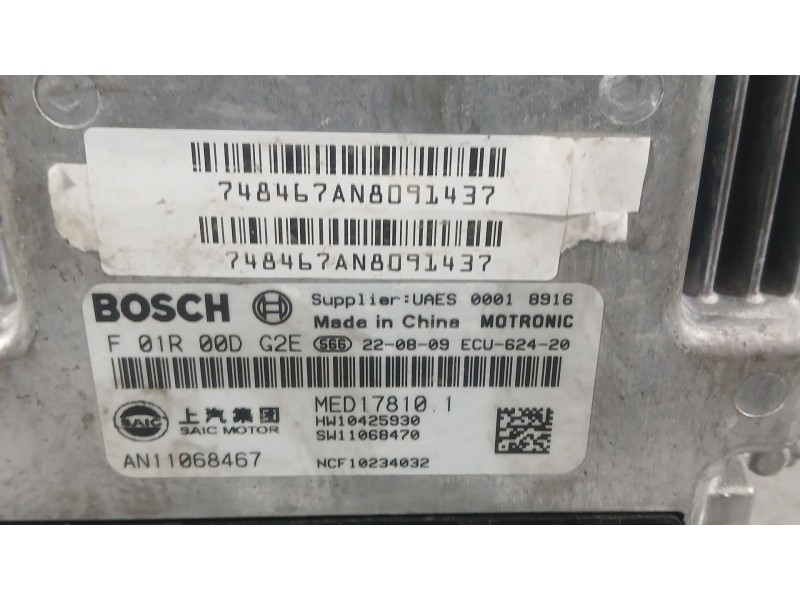 748467AN8091437
748467AN8091437
BOSCH Supplier:UAES 0001 8916
Made in China MOTRONIC
F 01R 00D G2E 566 22-08-09 ECU-624-20
MED17810.1
HW10425930
SW11068470
SAIC 上汽集团
SAIC MOTOR
AN11068467 NCF10234032